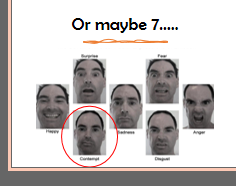 Or maybe 7.....
Surprise Fear
Happy Sadness Anger
Contempt Disgust